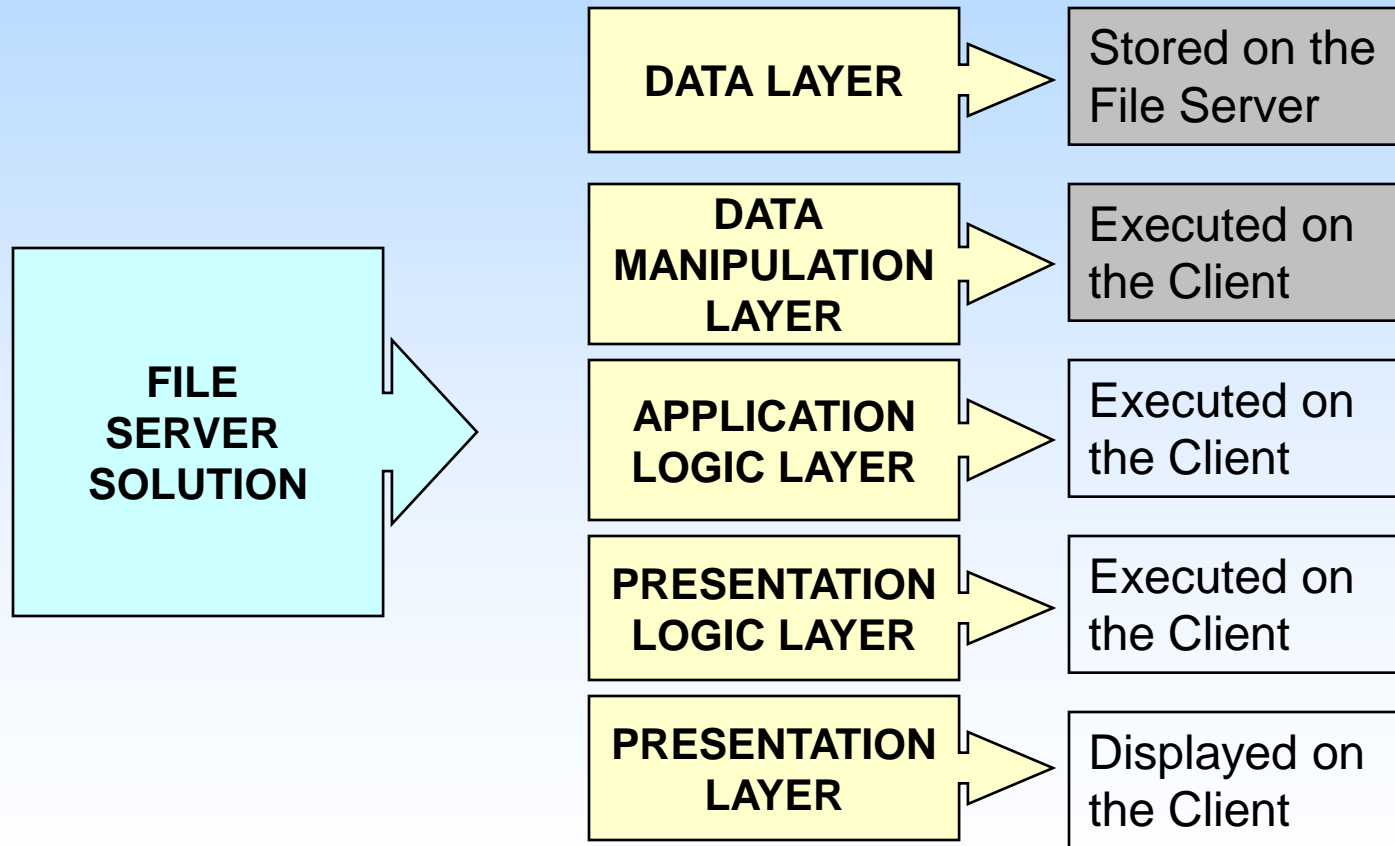 FILE
SERVER
SOLUTION
DATA LAYER
Stored on the
File Server
DATA
MANIPULATION
LAYER
Executed on
the Client
APPLICATION
LOGIC LAYER
Executed on
the Client
PRESENTATION
LOGIC LAYER
Executed on
the Client
PRESENTATION
LAYER
Displayed on
the Client